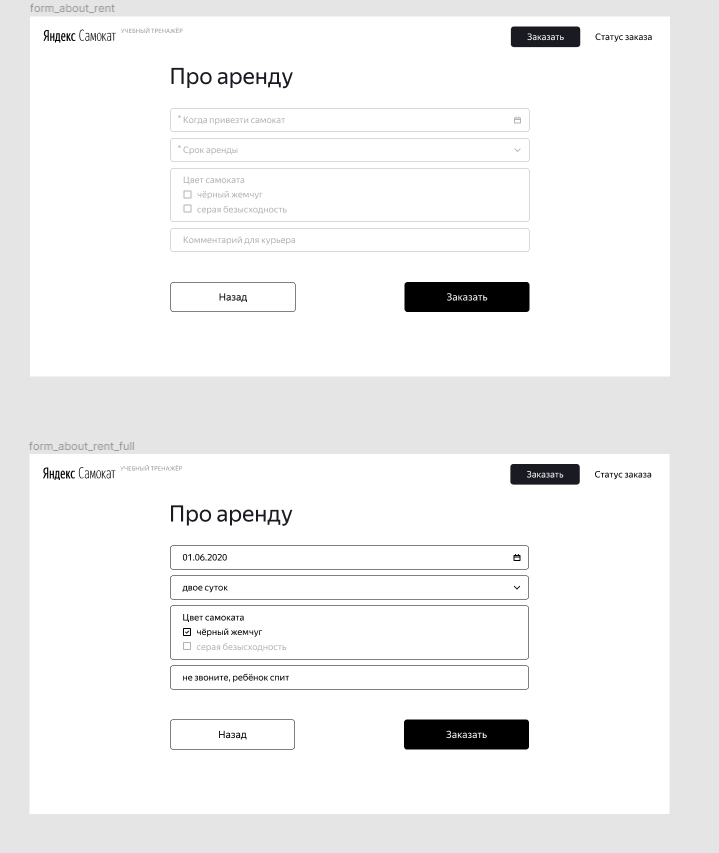 form_about_rent
Яндекс Самокат УЧЕБНЫЙ ТРЕНАЖЁР Заказать Статус заказа
Про аренду
* Когда привезти самокат
* Срок аренды
Цвет самоката
чёрный жемчуг
серая безысходность
Комментарий для курьера
Назад Заказать
form_about_rent_full
Яндекс Самокат УЧЕБНЫЙ ТРЕНАЖЁР Заказать Статус заказа
Про аренду
01.06.2020
двое суток
Цвет самоката
чёрный жемчуг
серая безысходность
не звоните, ребёнок спит
Назад Заказать